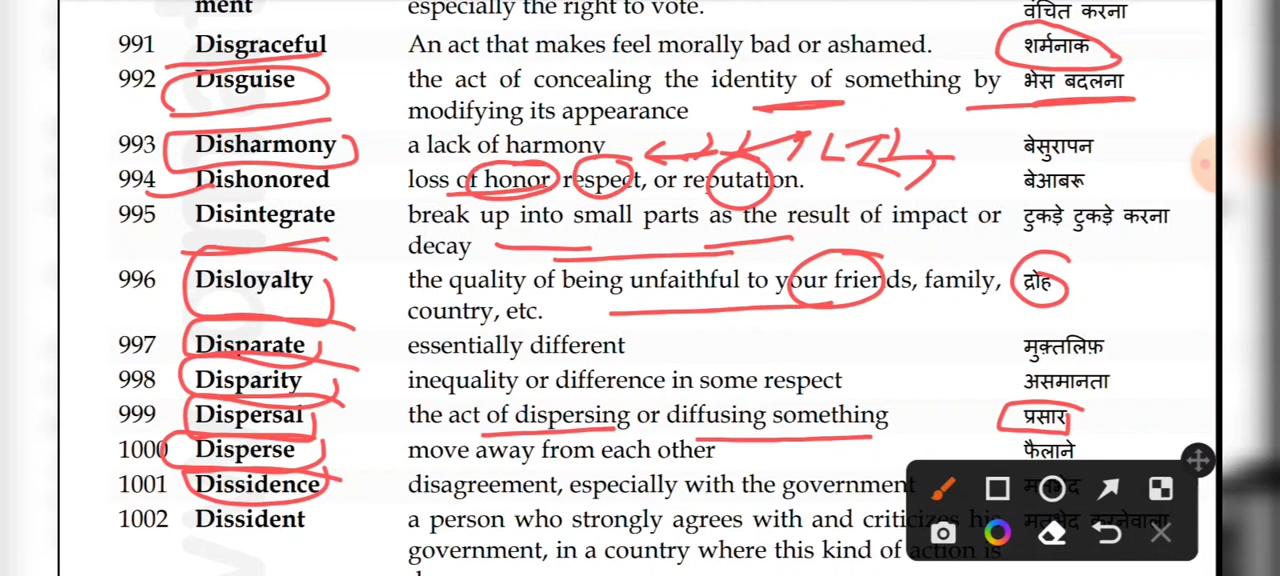 ment especially the right to vote. वंचित करना
991 Disgraceful An act that makes feel morally bad or ashamed. शर्मनाक
992 Disguise the act of concealing the identity of something by भेस बदलना
modifying its appearance
993 Disharmony a lack of harmony बेसुरापन
994 Dishonored loss of honor respect, or reputation. बेआबरू
995 Disintegrate break up into small parts as the result of impact or टुकड़े टुकड़े करना
decay
996 Disloyalty the quality of being unfaithful to your friends, family, द्रोह
country, etc.
997 Disparate essentially different मुक़्तलिफ़
998 Disparity inequality or difference in some respect असमानता
999 Dispersal the act of dispersing or diffusing something प्रसार
1000 Disperse move away from each other फैलाने
1001 Dissidence disagreement, especially with the government मतभेद
1002 Dissident a person who strongly agrees with and criticizes his मतभेद करनेवाला
government, in a country where this kind of action is